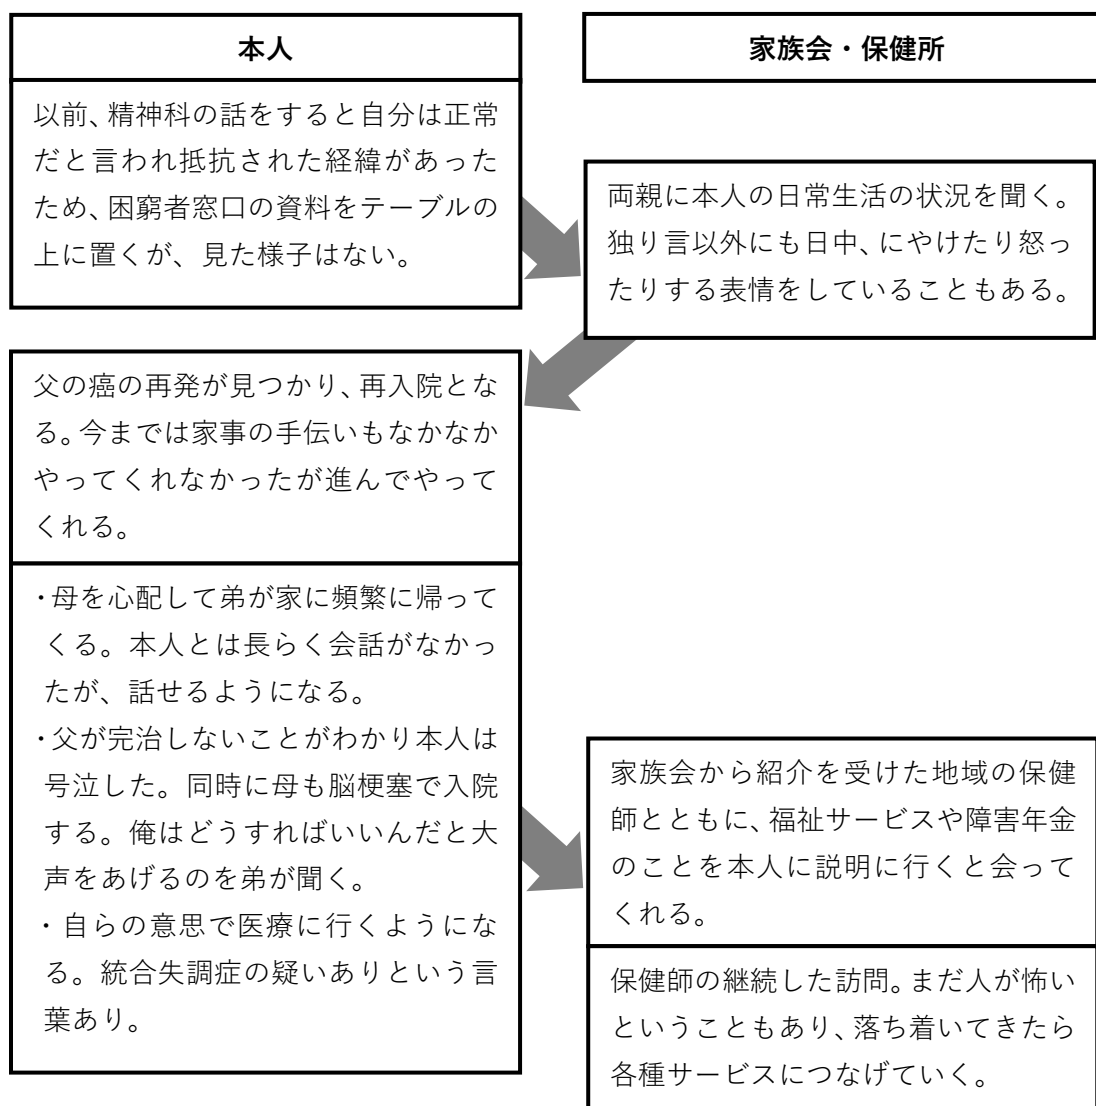 本人
以前、精神科の話をすると自分は正常
だと言われ抵抗された経緯があった
ため、困窮者窓口の資料をテーブルの
上に置くが、見た様子はない。
家族会・保健所
両親に本人の日常生活の状況を聞く。
独り言以外にも日中、にやけたり怒っ
たりする表情をしていることもある。
父の癌の再発が見つかり、再入院とな
る。今までは家事の手伝いもなかなか
やってくれなかったが進んでやって
くれる。
・母を心配して弟が家に頻繁に帰って
くる。本人とは長らく会話がなかっ
たが、話せるようになる。
・父が完治しないことがわかり本人は
号泣した。同時に母も脳梗塞で入院
する。俺はどうすればいいんだと大
声をあげるのを弟が聞く。
・自らの意思で医療に行くようにな
る。統合失調症の疑いありという言
葉あり。
家族会から紹介を受けた地域の保健
師とともに、福祉サービスや障害年金
のことを本人に説明に行くと会って
くれる。
保健師の継続した訪問。まだ人が怖い
ということもあり、落ち着いてきたら
各種サービスにつなげていく。